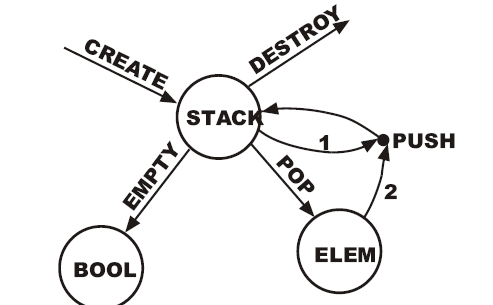 CREATE
DESTROY
STACK
1
PUSH
EMPTY
POP
2
BOOL
ELEM